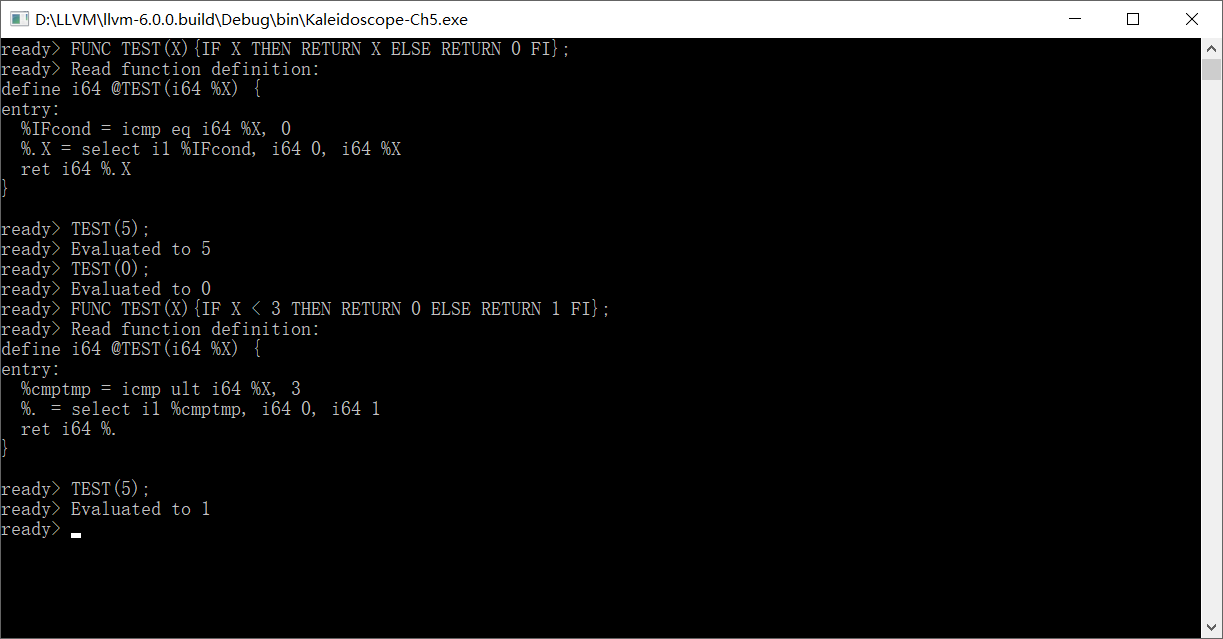 D:\LLVM\llvm-6.0.0.build\Debug\bin\Kaleidoscope-Ch5.exe
ready> FUNC TEST(X){IF X THEN RETURN X ELSE RETURN 0 FI};
ready> Read function definition:
define i64 @TEST(i64 %X) {
entry:
  %IFcond = icmp eq i64 %X, 0
  %.X = select i1 %IFcond, i64 0, i64 %X
  ret i64 %.X
}

ready> TEST(5);
ready> Evaluated to 5
ready> TEST(0);
ready> Evaluated to 0
ready> FUNC TEST(X){IF X < 3 THEN RETURN 0 ELSE RETURN 1 FI};
ready> Read function definition:
define i64 @TEST(i64 %X) {
entry:
  %cmptmp = icmp ult i64 %X, 3
  %. = select i1 %cmptmp, i64 0, i64 1
  ret i64 %.
}

ready> TEST(5);
ready> Evaluated to 1
ready>